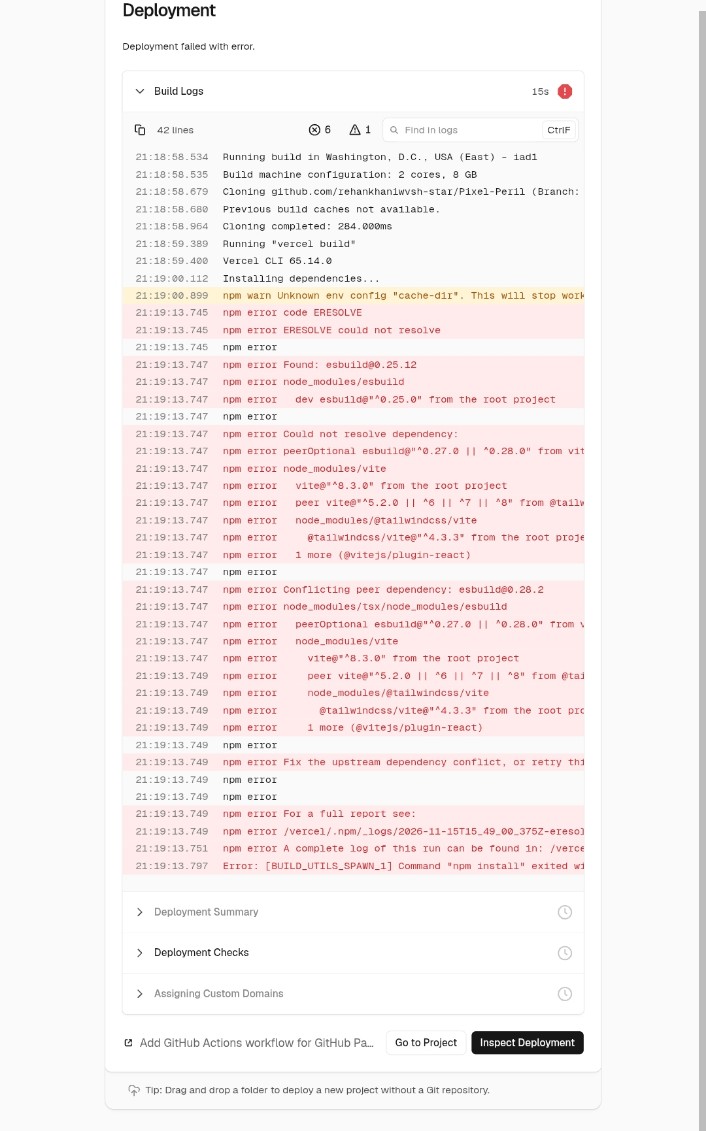 Deployment
Deployment failed with error.
Build Logs
15s
42 lines
6
1
Find in logs
CtrlF
21:18:58.534 Running build in Washington, D.C., USA (East) – iad1
21:18:58.535 Build machine configuration: 2 cores, 8 GB
21:18:58.679 Cloning github.com/rehankhaniwvsh-star/Pixel-Peril (Branch:
21:18:58.680 Previous build caches not available.
21:18:58.964 Cloning completed: 284.000ms
21:18:59.389 Running "vercel build"
21:18:59.400 Vercel CLI 65.14.0
21:19:00.112 Installing dependencies...
21:19:00.899 npm warn Unknown env config "cache-dir". This will stop work
21:19:13.745 npm error code ERESOLVE
21:19:13.745 npm error ERESOLVE could not resolve
21:19:13.745 npm error
21:19:13.747 npm error Found: esbuild@0.25.12
21:19:13.747 npm error node_modules/esbuild
21:19:13.747 npm error   dev esbuild@"^0.25.0" from the root project
21:19:13.747 npm error
21:19:13.747 npm error Could not resolve dependency:
21:19:13.747 npm error peerOptional esbuild@"^0.27.0 || ^0.28.0" from vit
21:19:13.747 npm error node_modules/vite
21:19:13.747 npm error   vite@"^8.3.0" from the root project
21:19:13.747 npm error   peer vite@"^5.2.0 || ^6 || ^7 || ^8" from @tailw
21:19:13.747 npm error   node_modules/@tailwindcss/vite
21:19:13.747 npm error     @tailwindcss/vite@"^4.3.3" from the root proje
21:19:13.747 npm error   1 more (@vitejs/plugin-react)
21:19:13.747 npm error
21:19:13.747 npm error Conflicting peer dependency: esbuild@0.28.2
21:19:13.747 npm error node_modules/tsx/node_modules/esbuild
21:19:13.747 npm error   peerOptional esbuild@"^0.27.0 || ^0.28.0" from v
21:19:13.747 npm error   node_modules/vite
21:19:13.747 npm error     vite@"^8.3.0" from the root project
21:19:13.749 npm error     peer vite@"^5.2.0 || ^6 || ^7 || ^8" from @tai
21:19:13.749 npm error     node_modules/@tailwindcss/vite
21:19:13.749 npm error       @tailwindcss/vite@"^4.3.3" from the root pro
21:19:13.749 npm error     1 more (@vitejs/plugin-react)
21:19:13.749 npm error
21:19:13.749 npm error Fix the upstream dependency conflict, or retry thi
21:19:13.749 npm error
21:19:13.749 npm error
21:19:13.749 npm error For a full report see:
21:19:13.749 npm error /vercel/.npm/_logs/2026-11-15T15_49_00_375Z-eresol
21:19:13.751 npm error A complete log of this run can be found in: /verce
21:19:13.797 Error: [BUILD_UTILS_SPAWN_1] Command "npm install" exited wi
Deployment Summary
Deployment Checks
Assigning Custom Domains
Add GitHub Actions workflow for GitHub Pa...
Go to Project
Inspect Deployment
Tip: Drag and drop a folder to deploy a new project without a Git repository.